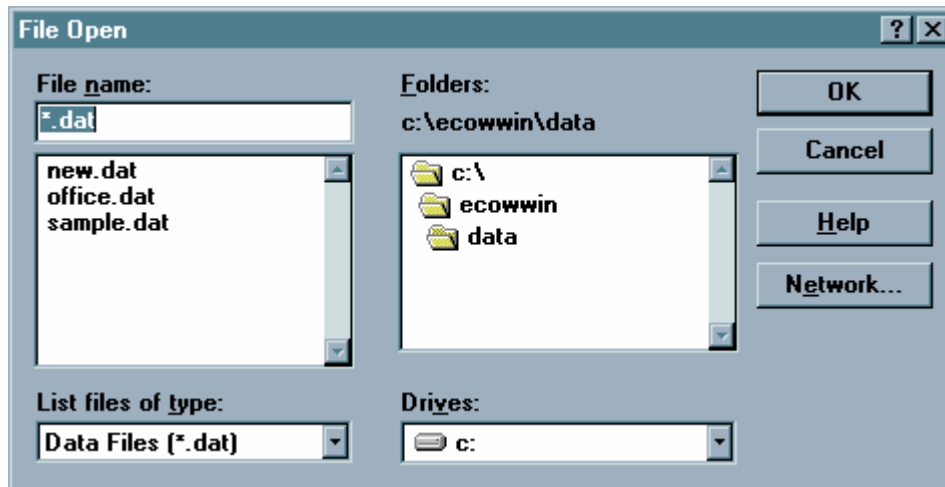 File Open
File name:
*.dat
new.dat
office.dat
sample.dat
List files of type:
Data Files (*.dat)
Folders:
c:\ecowwin\data
c:\
ecowwin
data
Drives:
c:
OK
Cancel
Help
Network...